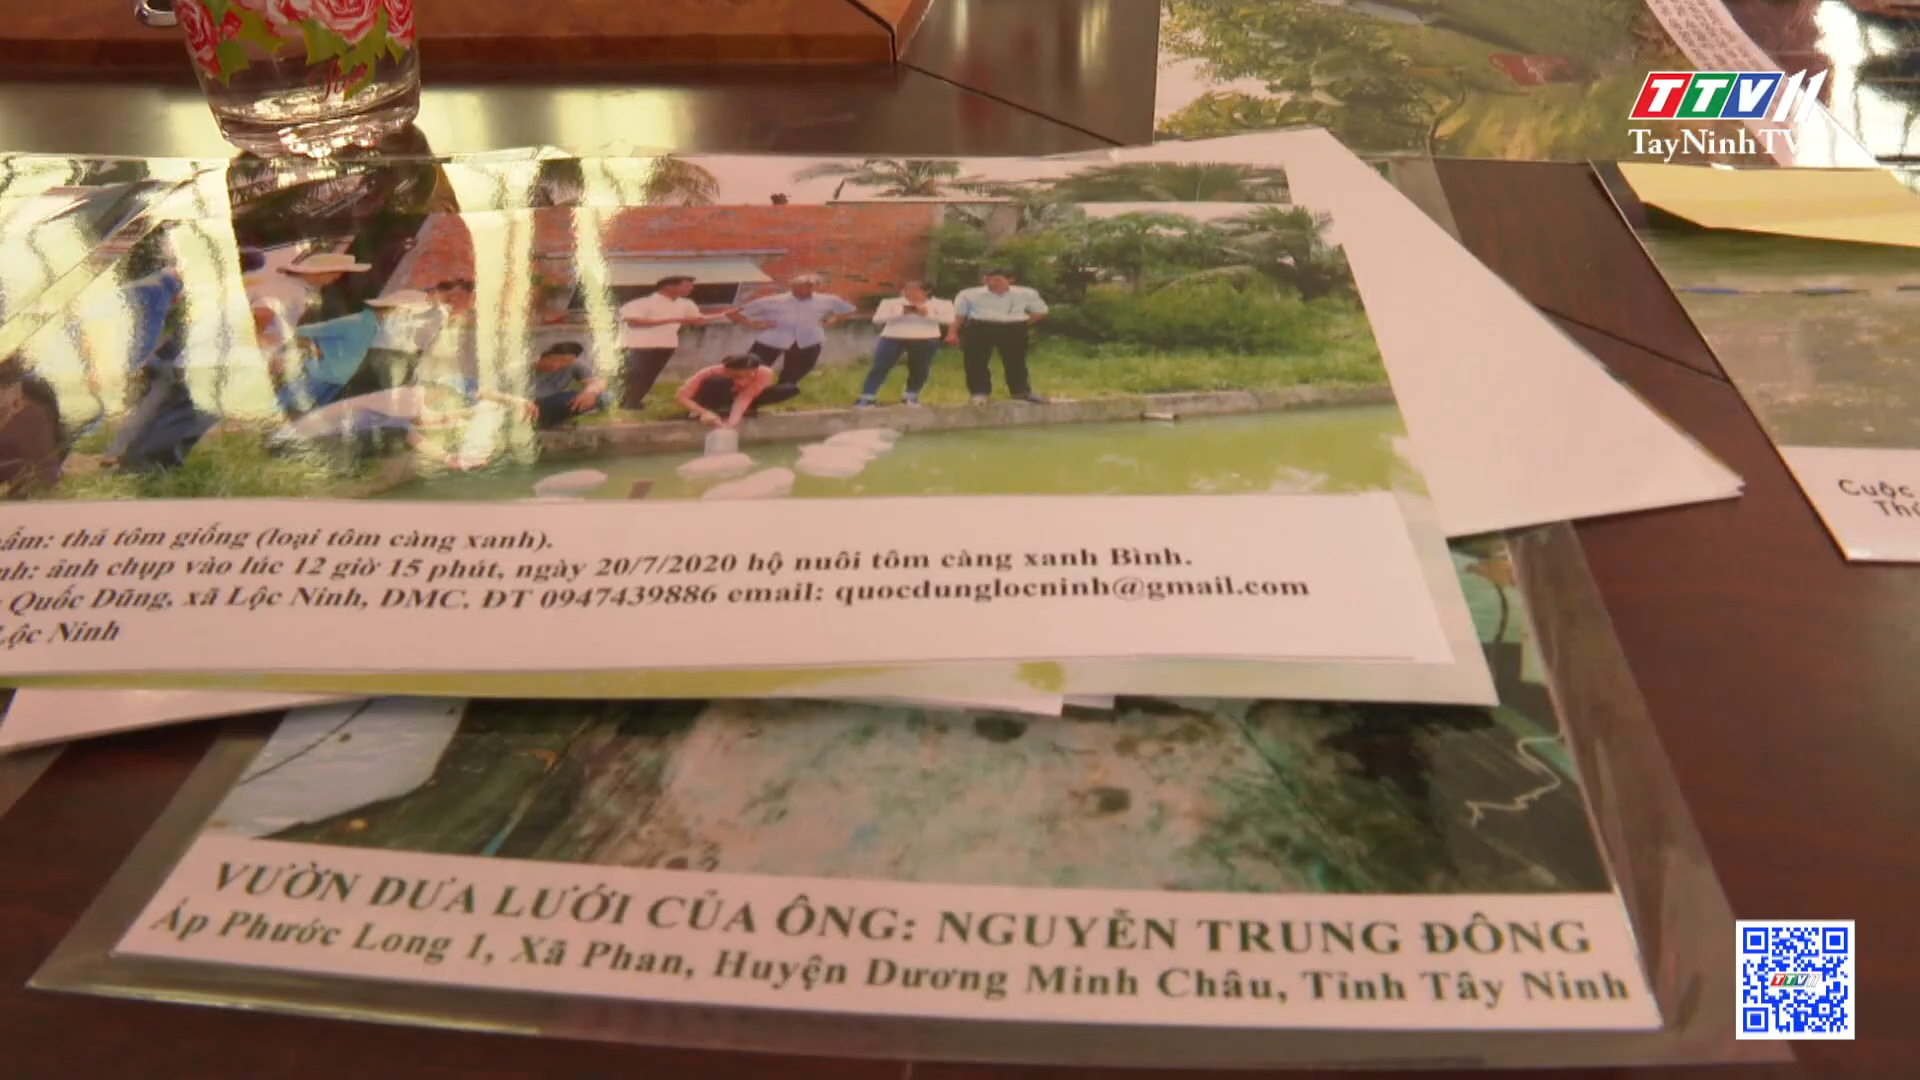 TTV11
TayNinhTV
ẩm: thả tôm giống (loại tôm càng xanh).
nh: ảnh chụp vào lúc 12 giờ 15 phút, ngày 20/7/2020 hộ nuôi tôm càng xanh Bình.
Quốc Dũng, xã Lộc Ninh, DMC. ĐT 0947439886 email: quocdunglocninh@gmail.com
Lộc Ninh
Cuộc
VƯỜN DƯA LƯỚI CỦA ÔNG: NGUYỄN TRUNG ĐÔNG
Ấp Phước Long 1, Xã Phan, Huyện Dương Minh Châu, Tỉnh Tây Ninh
TTV11